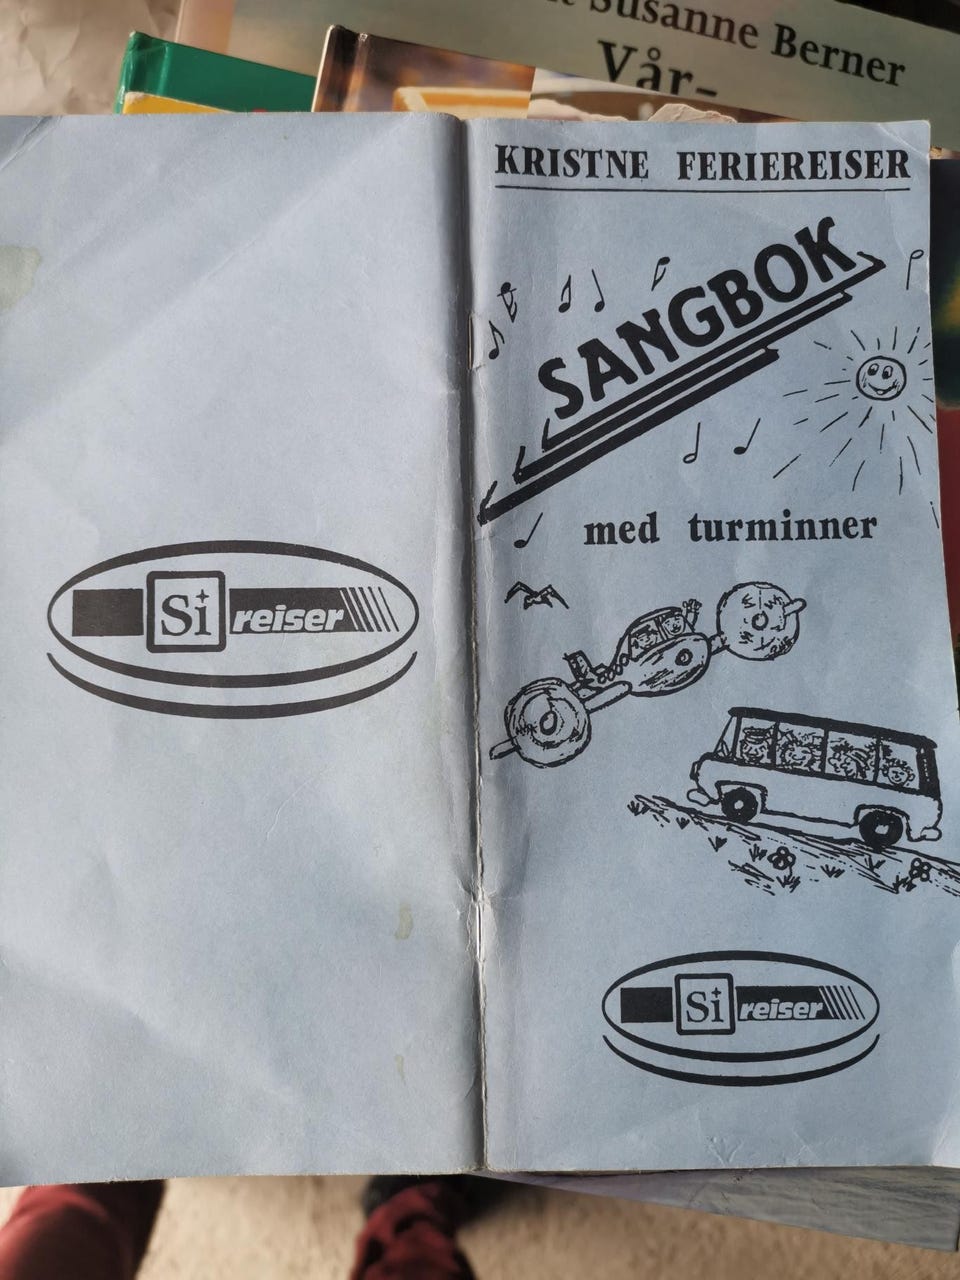 Susanne Berner
Vår-
KRISTNE FERIEREISER
SANGBOK
med turminner
Si reiser
Si reiser